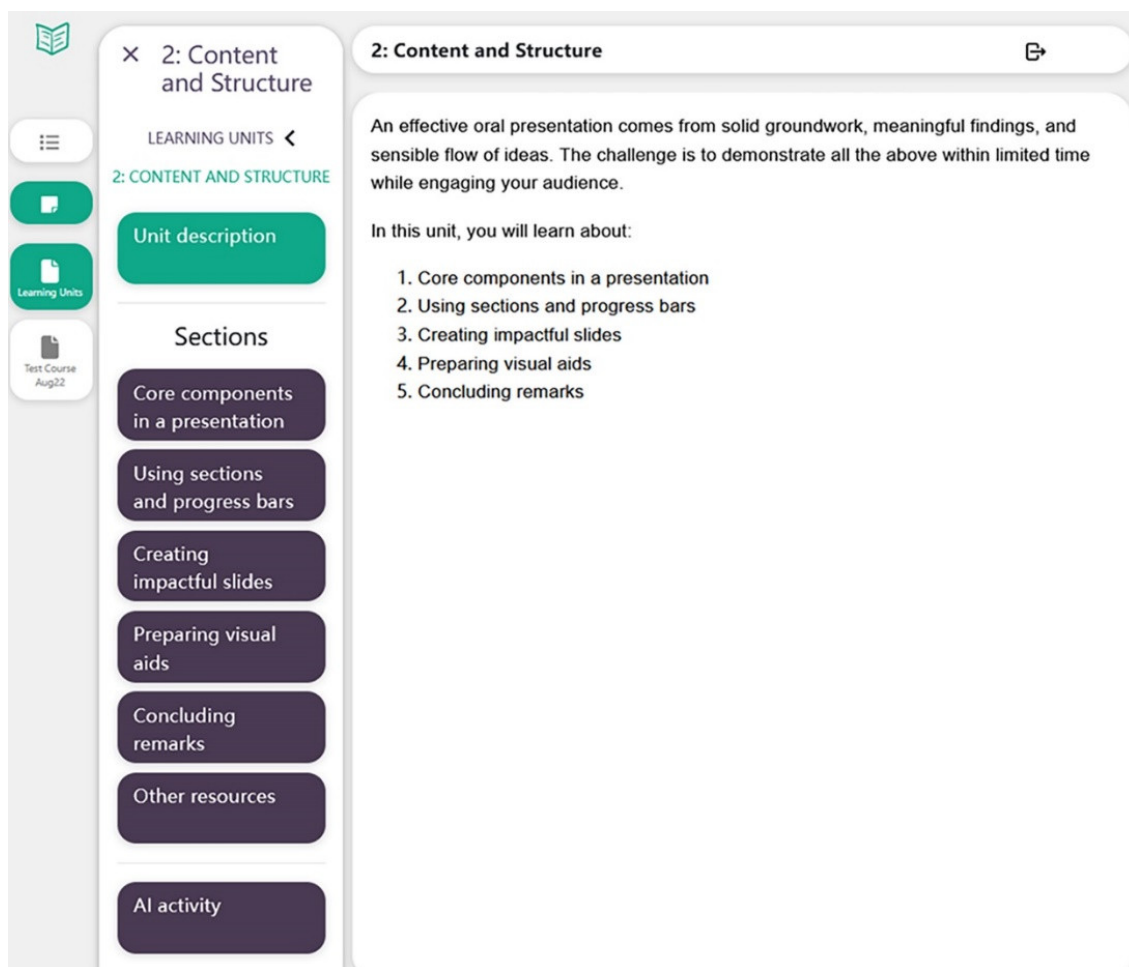 2: Content
and Structure
LEARNING UNITS
2: CONTENT AND STRUCTURE
Unit description
Sections
Core components
in a presentation
Using sections
and progress bars
Creating
impactful slides
Preparing visual
aids
Concluding
remarks
Other resources
AI activity
Learning Units
Test Course
Aug22
2: Content and Structure
An effective oral presentation comes from solid groundwork, meaningful findings, and
sensible flow of ideas. The challenge is to demonstrate all the above within limited time
while engaging your audience.
In this unit, you will learn about:
1. Core components in a presentation
2. Using sections and progress bars
3. Creating impactful slides
4. Preparing visual aids
5. Concluding remarks